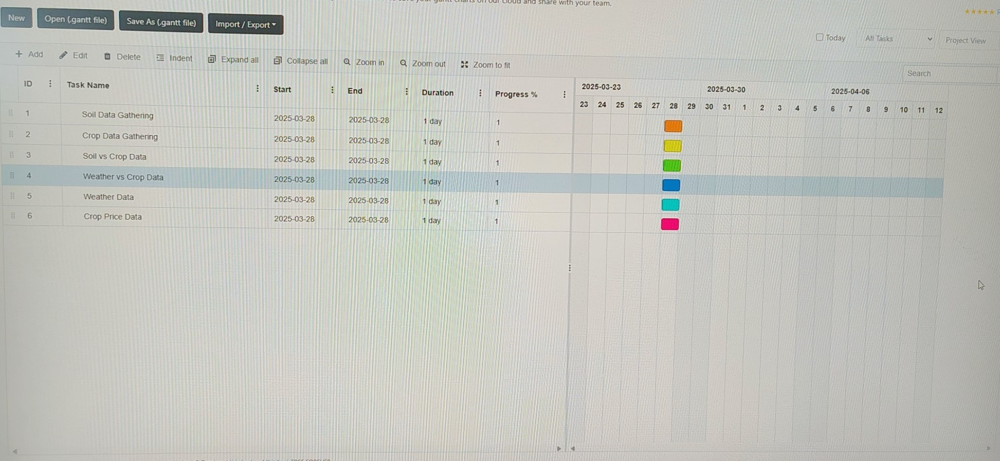 your gantt charts on our cloud and share with your team.
New Open (.gantt file) Save As (.gantt file) Import / Export
Today All Tasks Project View
Add Edit Delete Indent Expand all Collapse all Zoom in Zoom out Zoom to fit
Search
ID Task Name Start End Duration Progress % 2025-03-23 2025-03-30 2025-04-06
23 24 25 26 27 28 29 30 31 1 2 3 4 5 6 7 8 9 10 11 12
1 Soil Data Gathering 2025-03-28 2025-03-28 1 day 1
2 Crop Data Gathering 2025-03-28 2025-03-28 1 day 1
3 Soil vs Crop Data 2025-03-28 2025-03-28 1 day 1
4 Weather vs Crop Data 2025-03-28 2025-03-28 1 day 1
5 Weather Data 2025-03-28 2025-03-28 1 day 1
6 Crop Price Data 2025-03-28 2025-03-28 1 day 1